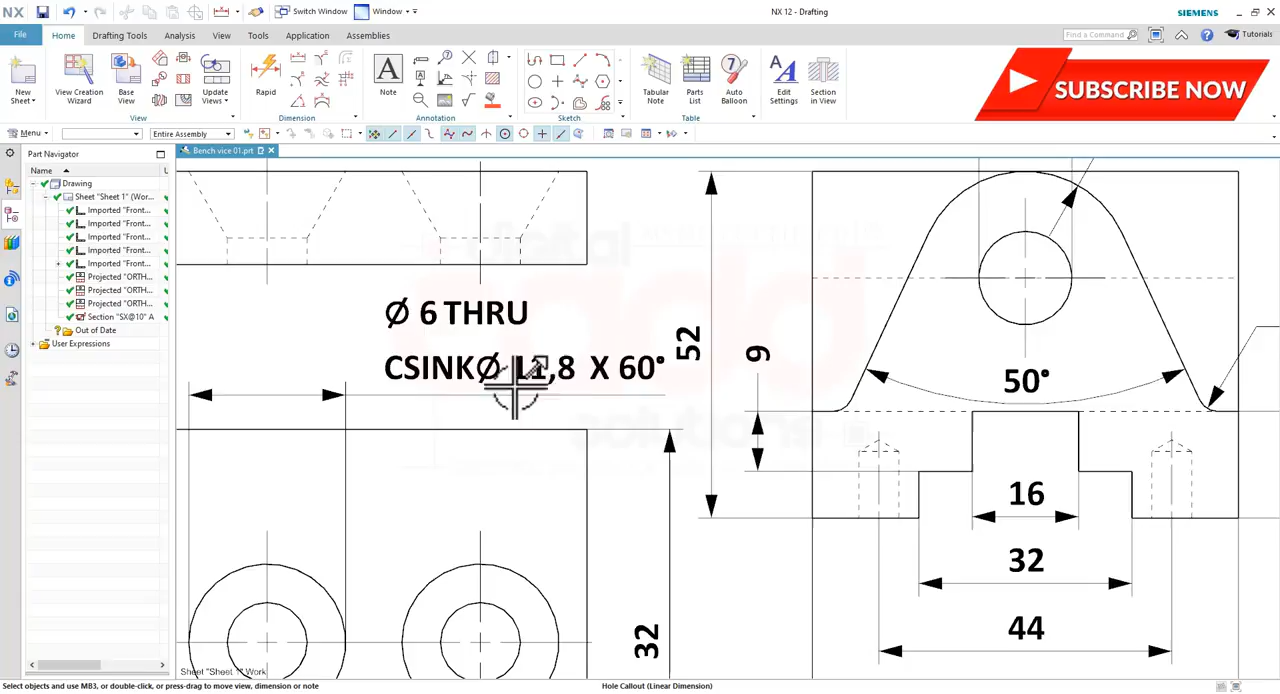 NX
Switch Window
Window
NX 12 - Drafting
SIEMENS
File
Home
Drafting Tools
Analysis
View
Tools
Application
Assemblies
Find a Command
Tutorials
New
Sheet
View Creation
Wizard
Base
View
Update
Views
View
Rapid
Dimension
A
Note
Annotation
Sketch
Tabular
Note
Parts
List
7
Auto
Balloon
Table
A
Edit
Settings
Section
in View
SUBSCRIBE NOW
Menu
Entire Assembly
Part Navigator
Bench vice 01.prt
Name
Drawing
Sheet "Sheet 1" (Wor...
Imported "Front...
Imported "Front...
Imported "Front...
Imported "Front...
Imported "Front...
Projected "ORTH...
Projected "ORTH...
Projected "ORTH...
Section "SX@10" A
Out of Date
User Expressions
Ø 6 THRU
CSINKØ 11,8 X 60°
52
9
50°
16
32
44
32
Sheet "Sheet 1" Work
Select objects and use MB3, or double-click, or press-drag to move view, dimension or note
Hole Callout (Linear Dimension)